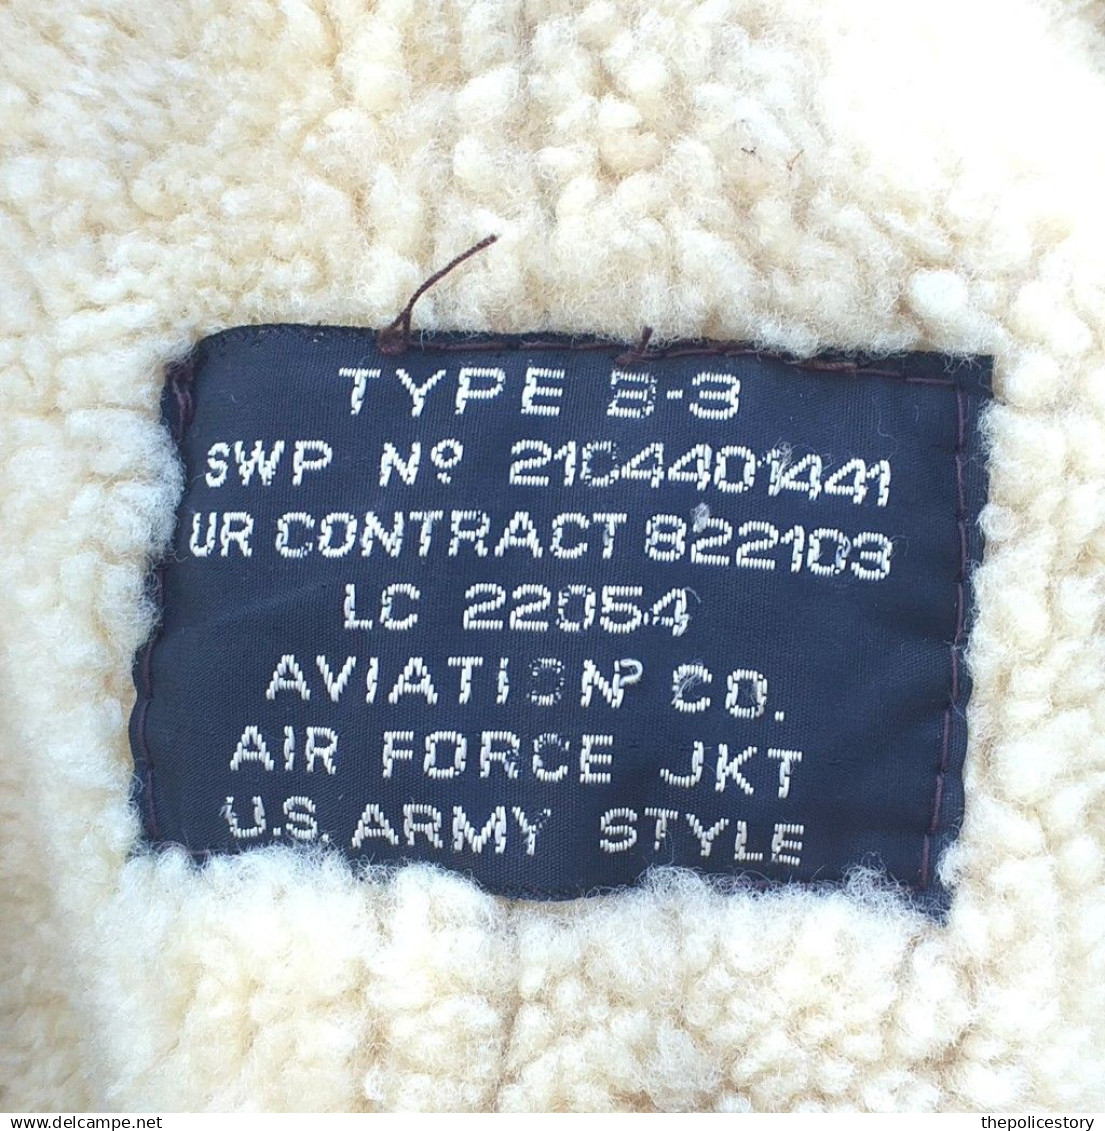 TYPE B-3
SWP Nº 2104401441
UR CONTRACT 822103
LC 22054
AVIATION CO.
AIR FORCE JKT
U.S. ARMY STYLE
delcampe.net
thepolicestory